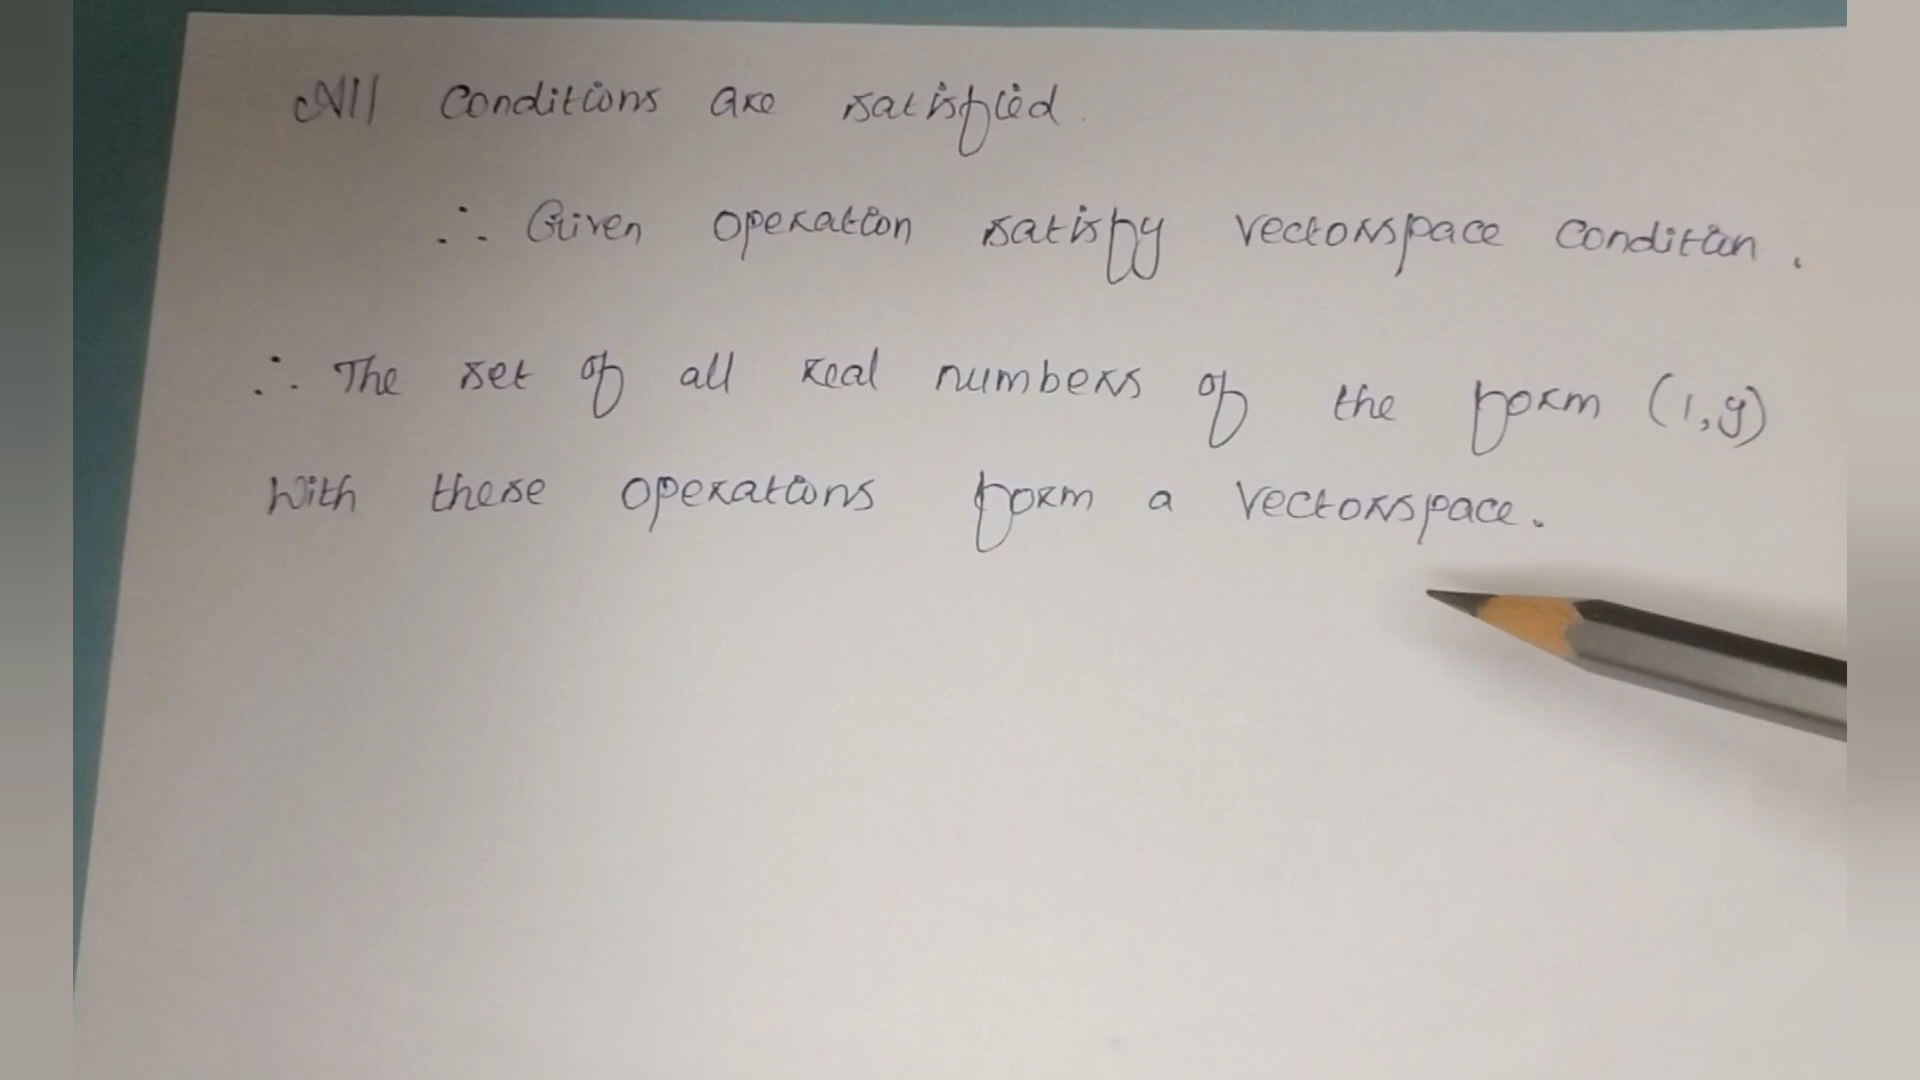 All conditions are satisfied.
∴ Given operation satisfy vectorspace condition.
∴ The set of all real numbers of the form (1,y)
with these operations form a vectorspace.